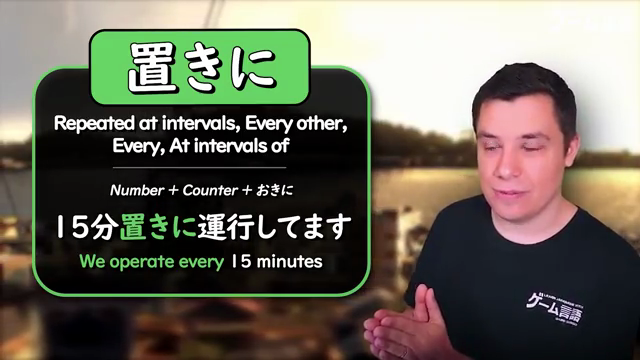 置きに
Repeated at intervals, Every other,
Every, At intervals of
Number + Counter + おきに
15分置きに運行してます
We operate every 15 minutes
ゲーム言語